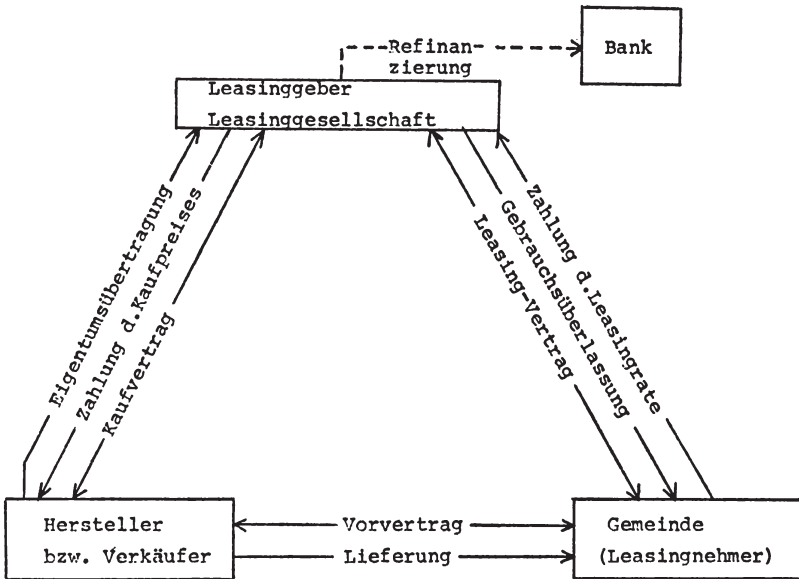 Refinan-
zierung
Bank
Leasinggeber
Leasinggesellschaft
Eigentumsübertragung
Zahlung d.Kaufpreises
Kaufvertrag
Leasing-Vertrag
Gebrauchsüberlassung
Zahlung d.Leasingrate
Hersteller
bzw. Verkäufer
Vorvertrag
Lieferung
Gemeinde
(Leasingnehmer)